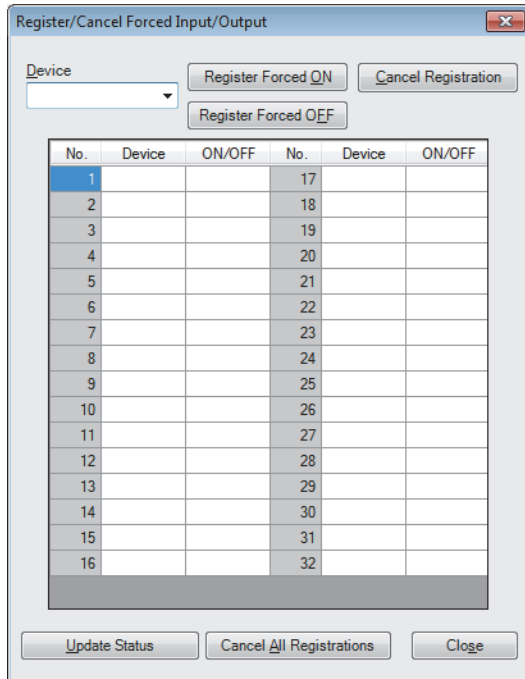 Register/Cancel Forced Input/Output
Device
Register Forced ON
Cancel Registration
Register Forced OFF
No. Device ON/OFF No. Device ON/OFF
1 17
2 18
3 19
4 20
5 21
6 22
7 23
8 24
9 25
10 26
11 27
12 28
13 29
14 30
15 31
16 32
Update Status Cancel All Registrations Close